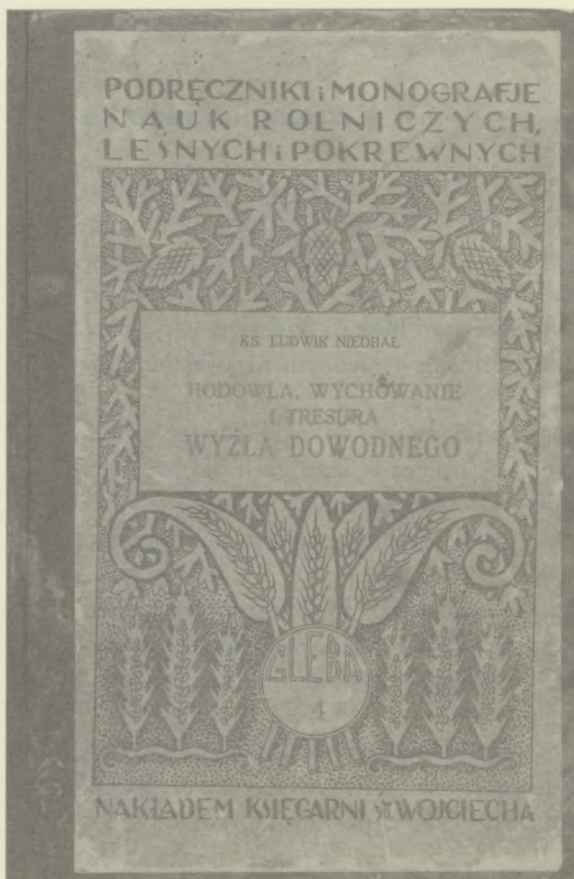 PODRĘCZNIKI i MONOGRAFJE
NAUK ROLNICZYCH,
LEŚNYCH i POKREWNYCH
KS. LUDWIK NIEDBAŁ
HODOWLA, WYCHOWANIE
I TRESURA
WYŻŁA DOWODNEGO
GLEBA
4
NAKŁADEM KSIĘGARNI ŚW. WOJCIECHA